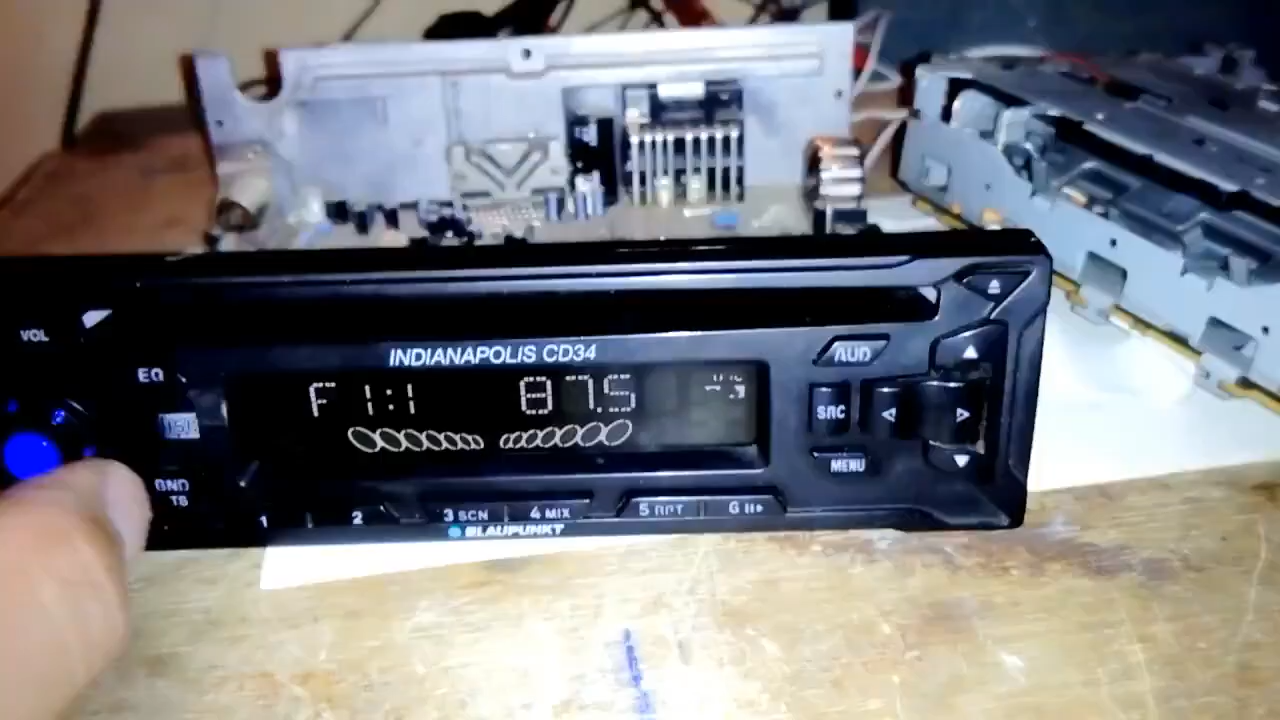 VOL
INDIANAPOLIS CD34
AUD
EQ
F 1:1 87.5
SRC
MENU
BND
TS
1 2 3 SCN 4 MIX 5 RPT 6
BLAUPUNKT